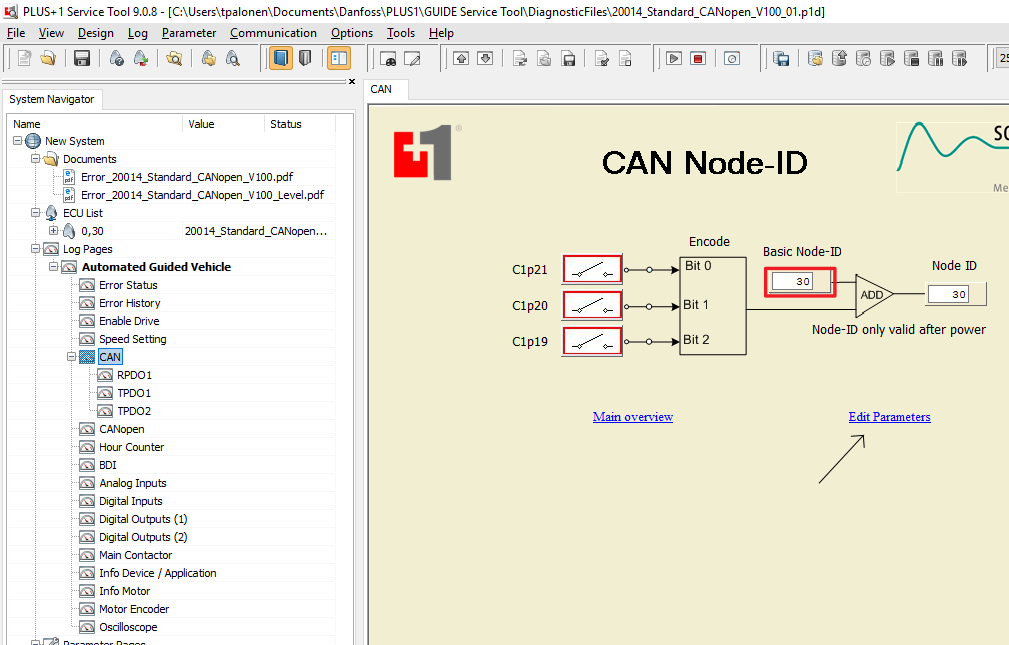 PLUS+1 Service Tool 9.0.8 - [C:\Users\tpalonen\Documents\Danfoss\PLUS1\GUIDE Service Tool\DiagnosticFiles\20014_Standard_CANopen_V100_01.p1d]
File View Design Log Parameter Communication Options Tools Help
25
System Navigator
Name Value Status
New System
Documents
Error_20014_Standard_CANopen_V100.pdf
Error_20014_Standard_CANopen_V100_Level.pdf
ECU List
0,30 20014_Standard_CANopen...
Log Pages
Automated Guided Vehicle
Error Status
Error History
Enable Drive
Speed Setting
CAN
RPDO1
TPDO1
TPDO2
CANopen
Hour Counter
BDI
Analog Inputs
Digital Inputs
Digital Outputs (1)
Digital Outputs (2)
Main Contactor
Info Device / Application
Info Motor
Motor Encoder
Oscilloscope
Parameter Pages
CAN
CAN Node-ID
SO
Me
Encode
Basic Node-ID
Node ID
C1p21
Bit 0
30
ADD
30
C1p20
Bit 1
Node-ID only valid after power
C1p19
Bit 2
Main overview
Edit Parameters